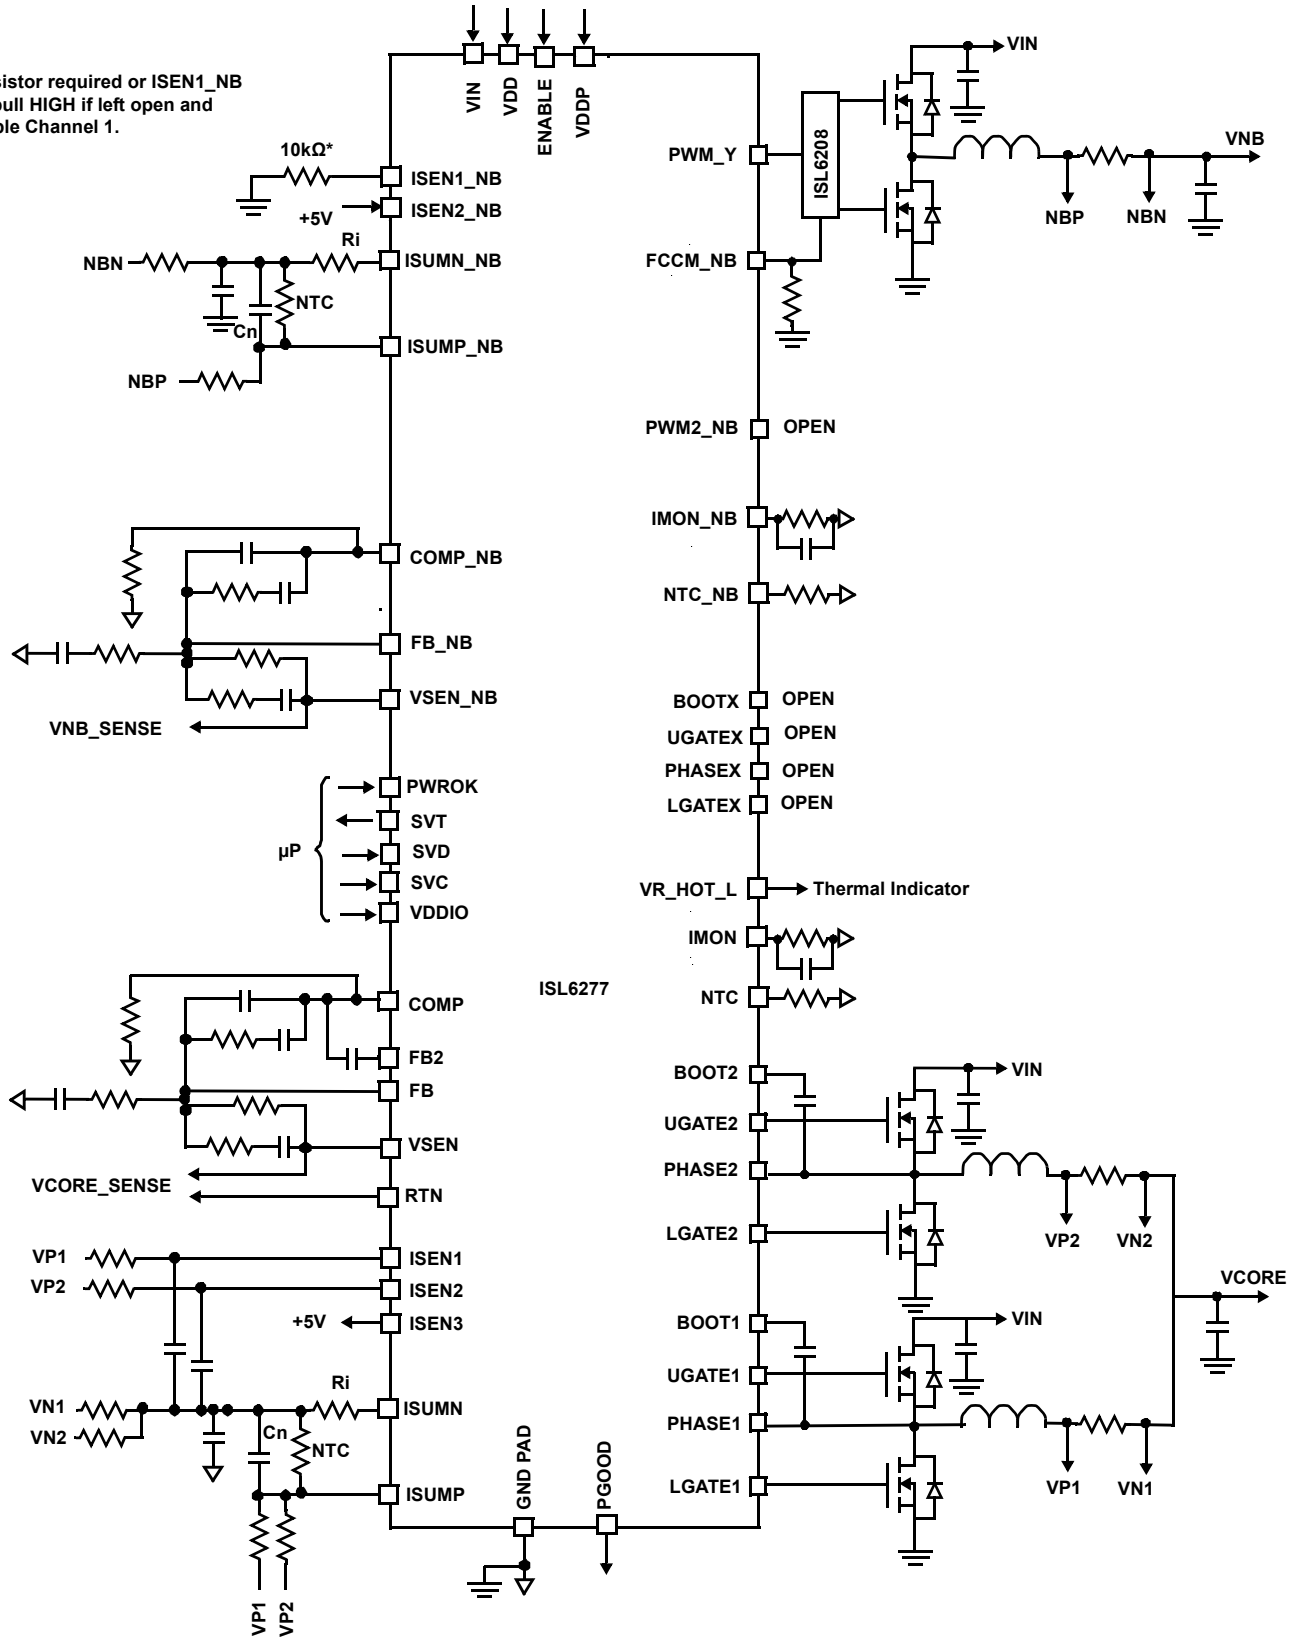 sistor required or ISEN1_NB
pull HIGH if left open and
ple Channel 1.
VIN
VDD
ENABLE
VDDP
10kΩ*
ISEN1_NB
+5V
ISEN2_NB
Ri
NBN
ISUMN_NB
NTC
Cn
ISUMP_NB
NBP
PWM_Y
ISL6208
VIN
VNB
NBP
NBN
FCCM_NB
PWM2_NB
OPEN
IMON_NB
COMP_NB
NTC_NB
FB_NB
VSEN_NB
VNB_SENSE
BOOTX
OPEN
UGATEX
OPEN
PHASEX
OPEN
LGATEX
OPEN
PWROK
SVT
µP
SVD
SVC
VDDIO
VR_HOT_L
Thermal Indicator
IMON
ISL6277
NTC
COMP
FB2
FB
VSEN
VCORE_SENSE
RTN
BOOT2
VIN
UGATE2
PHASE2
LGATE2
VP2
VN2
VP1
ISEN1
VP2
ISEN2
+5V
ISEN3
VCORE
BOOT1
VIN
UGATE1
PHASE1
LGATE1
VP1
VN1
Ri
VN1
ISUMN
VN2
Cn
NTC
ISUMP
VP1
VP2
GND PAD
PGOOD